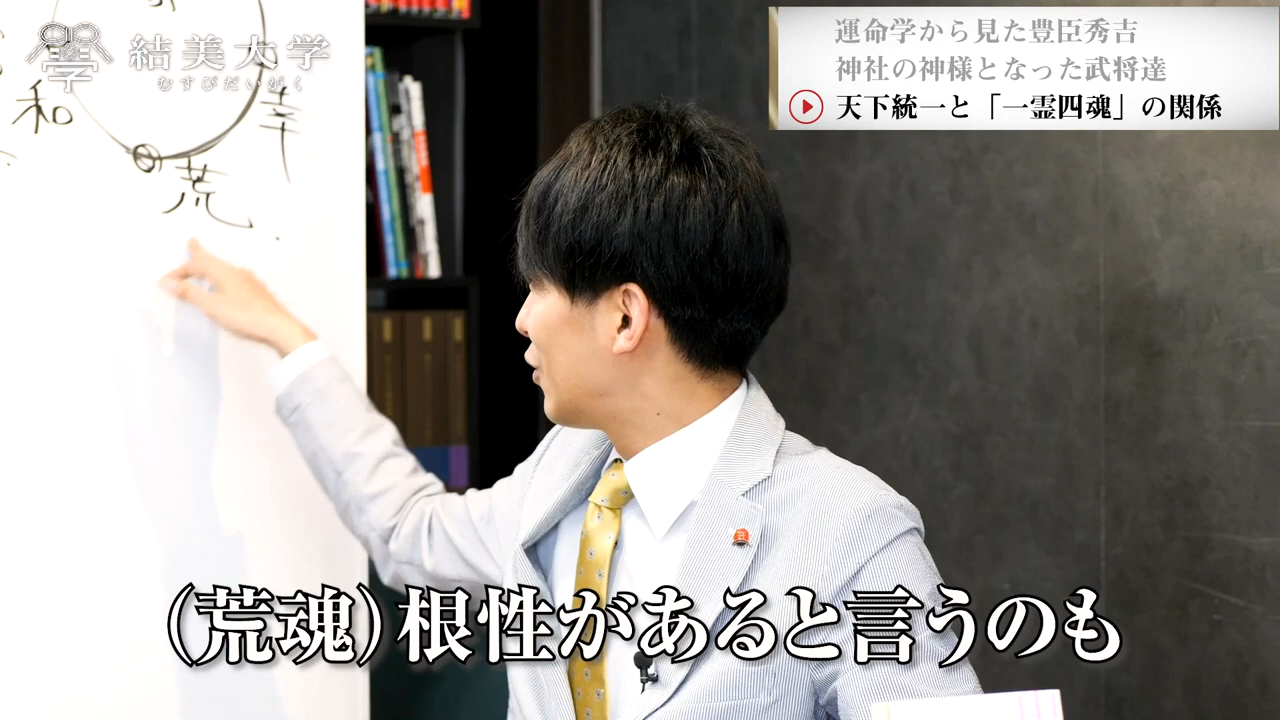 結美大学
むすびだいがく
運命学から見た豊臣秀吉
神社の神様となった武将達
天下統一と「一霊四魂」の関係
和
幸
荒
(荒魂)根性があると言うのも